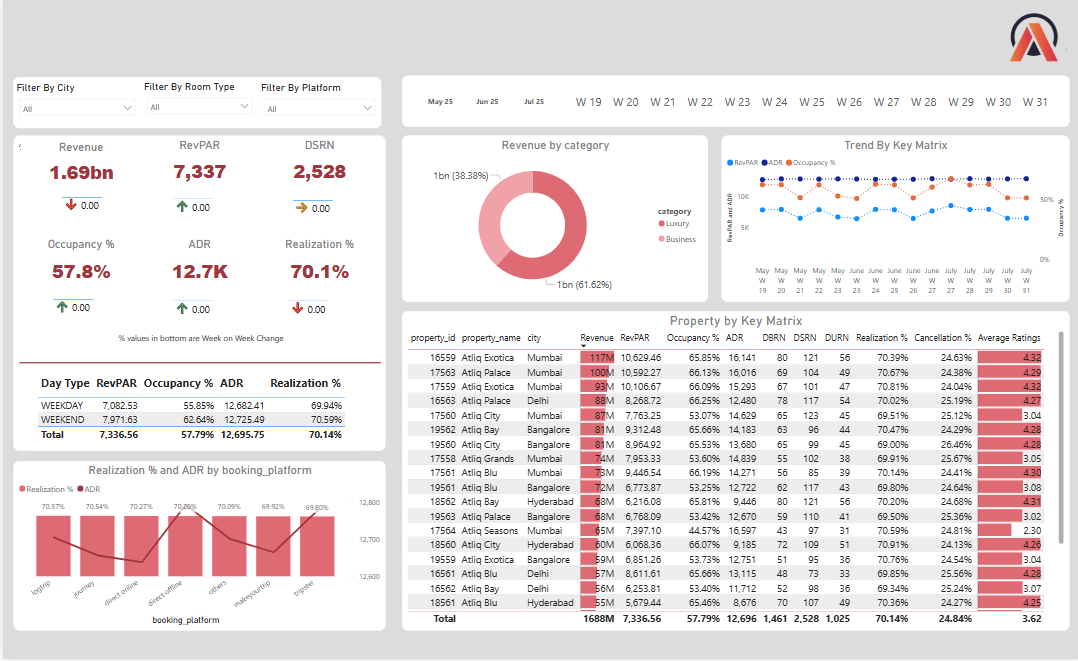 Filter By City
Filter By Room Type
Filter By Platform
All
All
All
May 25 Jun 25 Jul 25 W 19 W 20 W 21 W 22 W 23 W 24 W 25 W 26 W 27 W 28 W 29 W 30 W 31
Revenue
1.69bn
0.00
RevPAR
7,337
0.00
DSRN
2,528
0.00
Occupancy %
57.8%
0.00
ADR
12.7K
0.00
Realization %
70.1%
0.00
% values in bottom are Week on Week Change
Day Type RevPAR Occupancy % ADR Realization %
WEEKDAY 7,082.53 55.85% 12,682.41 69.94%
WEEKEND 7,971.63 62.64% 12,725.49 70.59%
Total 7,336.56 57.79% 12,695.75 70.14%
Realization % and ADR by booking_platform
Realization % ADR
70.57% 70.54% 70.27% 70.20% 70.09% 69.92% 69.80%
12,800
12,700
12,600
logtrip journey direct online direct offline others makeyourtrip tripster
booking_platform
Revenue by category
1bn (38.38%)
1bn (61.62%)
category
Luxury
Business
Trend By Key Matrix
RevPAR ADR Occupancy %
RevPAR and ADR
10K
5K
50%
0%
Occupancy %
May May May May May June June June June June July July July July July
W W W W W W W W W W W W W W W
19 20 21 22 23 23 24 25 26 27 27 28 29 30 31
Property by Key Matrix
property_id property_name city Revenue RevPAR Occupancy % ADR DBRN DSRN DURN Realization % Cancellation % Average Ratings
16559 Atliq Exotica Mumbai 117M 10,629.46 65.85% 16,141 80 121 56 70.39% 24.63% 4.32
17563 Atliq Palace Mumbai 100M 10,592.27 66.13% 16,016 69 104 49 70.67% 24.38% 4.29
17559 Atliq Exotica Mumbai 93M 10,106.67 66.09% 15,293 67 101 47 70.81% 24.04% 4.32
16563 Atliq Palace Delhi 88M 8,268.72 66.25% 12,480 78 117 54 70.02% 25.19% 4.27
17560 Atliq City Mumbai 87M 7,763.25 53.07% 14,629 65 123 45 69.51% 25.12% 3.04
19562 Atliq Bay Bangalore 81M 9,312.48 65.66% 14,183 63 96 44 70.47% 24.29% 4.28
19560 Atliq City Bangalore 81M 8,964.92 65.53% 13,680 65 99 45 69.00% 26.46% 4.28
17558 Atliq Grands Mumbai 74M 7,953.33 53.60% 14,839 55 102 38 69.91% 25.67% 3.05
17561 Atliq Blu Mumbai 73M 9,446.54 66.19% 14,271 56 85 39 70.14% 24.41% 4.30
19561 Atliq Blu Bangalore 72M 6,773.87 53.25% 12,722 62 117 43 69.80% 24.64% 3.08
18562 Atliq Bay Hyderabad 68M 6,216.08 65.81% 9,446 80 121 56 70.20% 24.68% 4.31
19563 Atliq Palace Bangalore 68M 6,768.09 53.42% 12,670 59 110 41 69.50% 25.36% 3.02
17564 Atliq Seasons Mumbai 65M 7,397.10 44.57% 16,597 43 97 31 70.59% 24.81% 2.30
18560 Atliq City Hyderabad 60M 6,068.36 66.07% 9,185 72 109 51 70.91% 24.13% 4.26
19559 Atliq Exotica Bangalore 59M 6,851.26 53.73% 12,751 51 95 36 70.76% 24.54% 3.04
16561 Atliq Blu Delhi 57M 8,611.61 65.66% 13,115 48 73 33 69.85% 25.56% 4.28
16562 Atliq Bay Delhi 56M 6,253.81 53.40% 11,712 52 98 36 69.34% 25.24% 3.07
18561 Atliq Blu Hyderabad 55M 5,679.44 65.46% 8,676 70 107 49 70.36% 24.27% 4.25
Total 1688M 7,336.56 57.79% 12,696 1,461 2,528 1,025 70.14% 24.84% 3.62